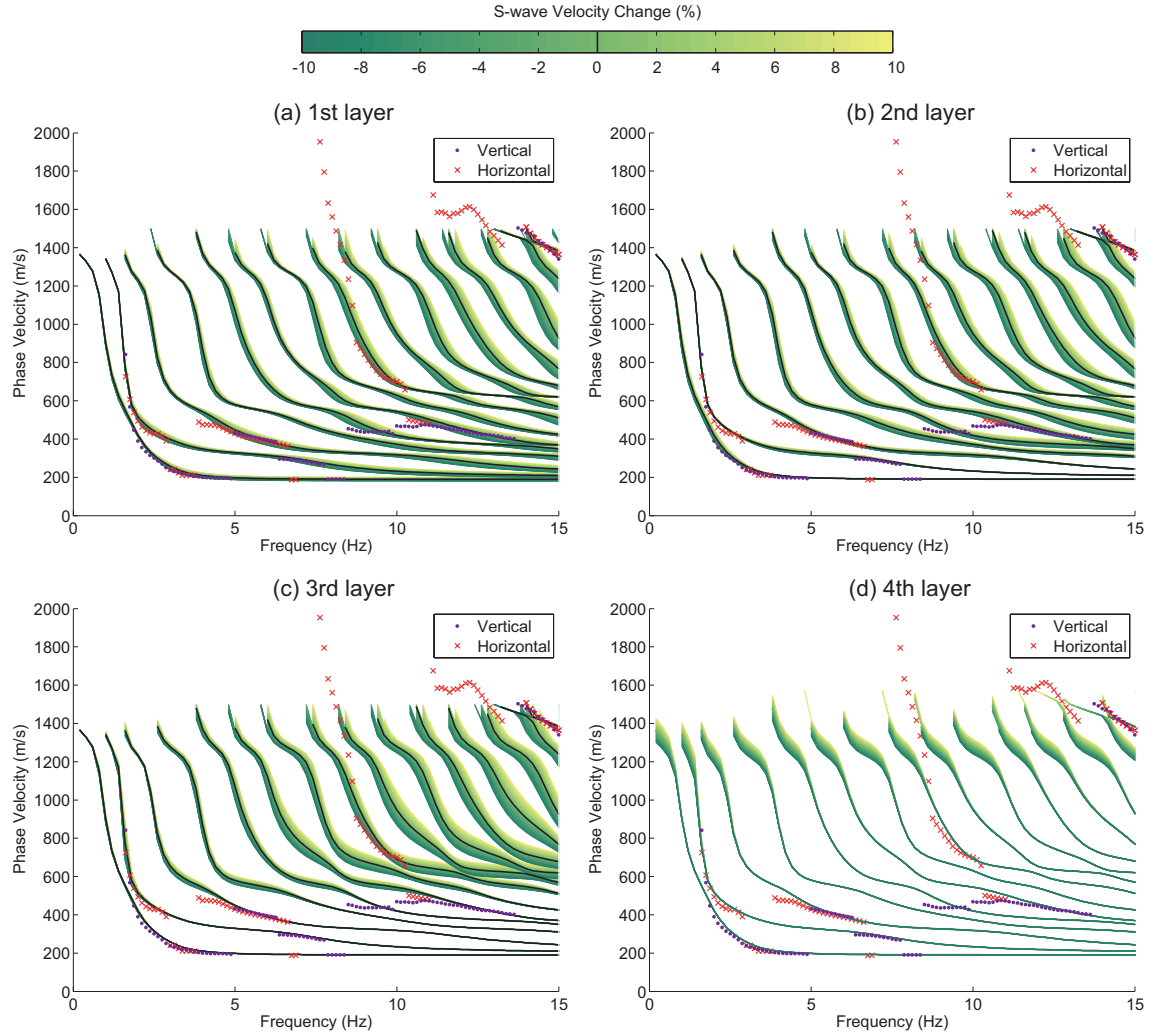 S-wave Velocity Change (%)
-10 -8 -6 -4 -2 0 2 4 6 8 10
(a) 1st layer
2000
1800
1600
1400
1200
1000
800
600
400
200
0
Phase Velocity (m/s)
Vertical
Horizontal
0 5 10 15
Frequency (Hz)
(b) 2nd layer
2000
1800
1600
1400
1200
1000
800
600
400
200
0
Phase Velocity (m/s)
Vertical
Horizontal
0 5 10 15
Frequency (Hz)
(c) 3rd layer
2000
1800
1600
1400
1200
1000
800
600
400
200
0
Phase Velocity (m/s)
Vertical
Horizontal
0 5 10 15
Frequency (Hz)
(d) 4th layer
2000
1800
1600
1400
1200
1000
800
600
400
200
0
Phase Velocity (m/s)
Vertical
Horizontal
0 5 10 15
Frequency (Hz)